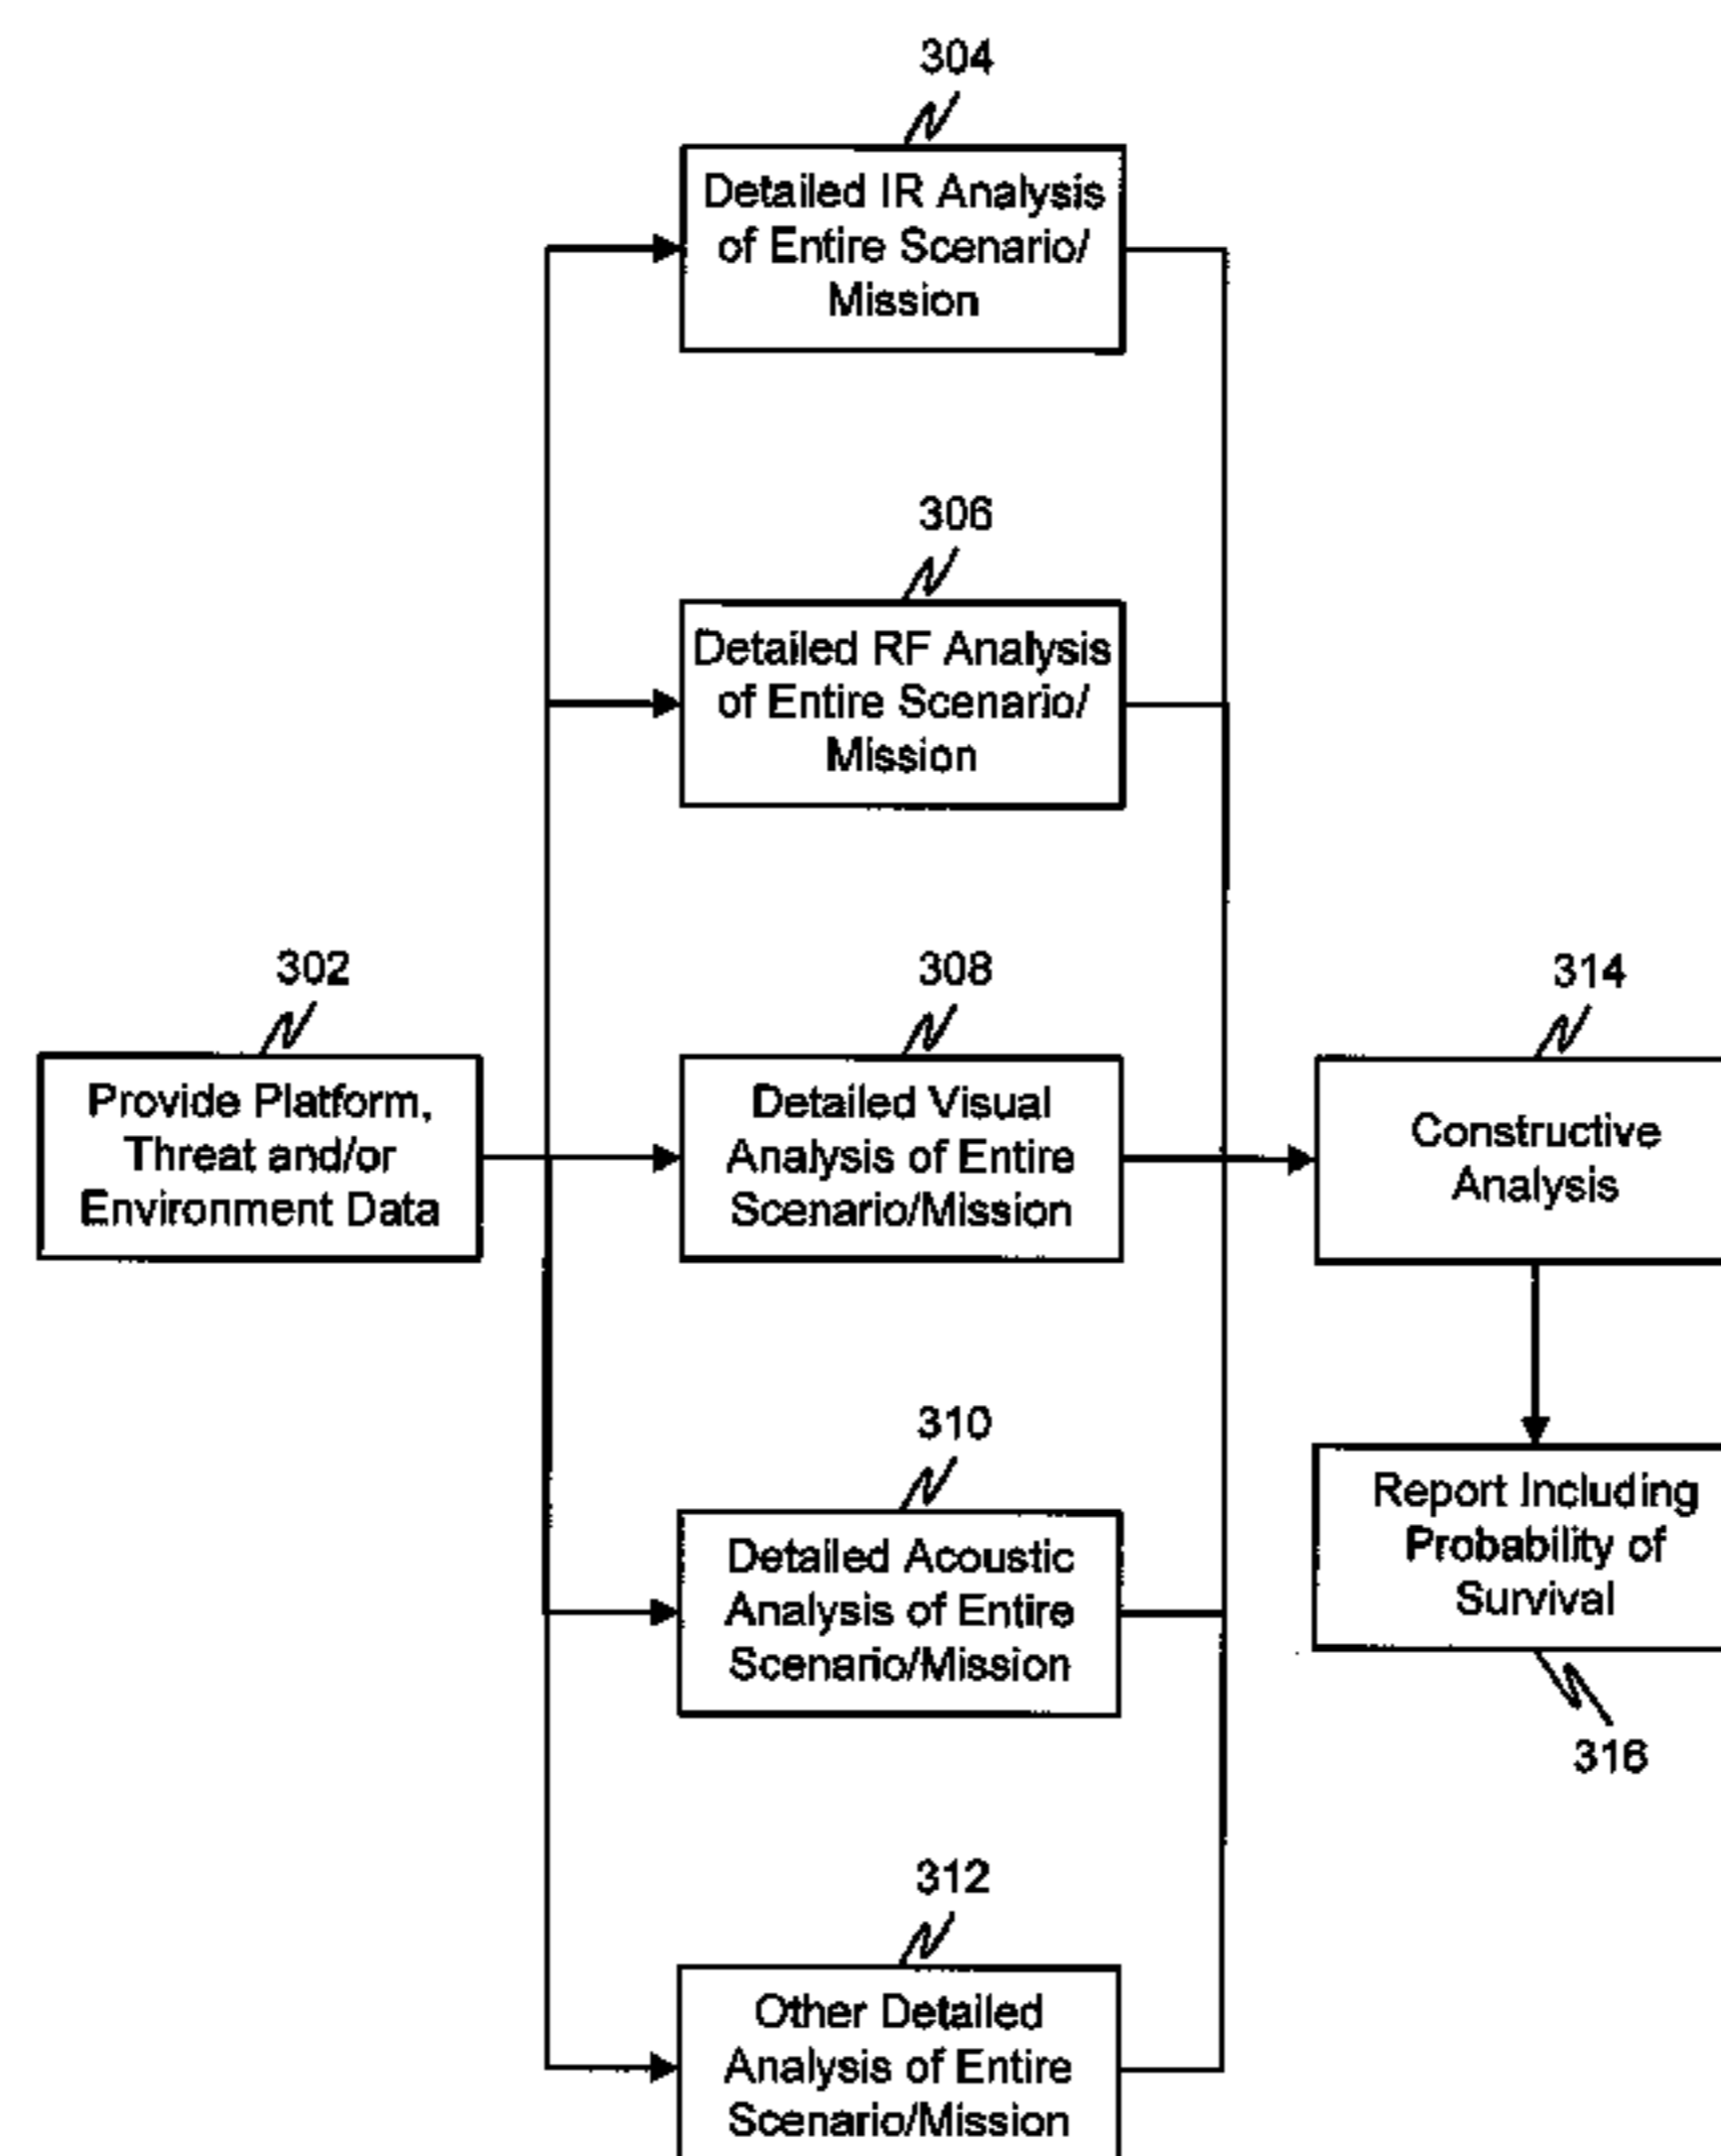 304
Detailed IR Analysis
of Entire Scenario/
Mission
306
Detailed RF Analysis
of Entire Scenario/
Mission
302
Provide Platform,
Threat and/or
Environment Data
308
Detailed Visual
Analysis of Entire
Scenario/Mission
314
Constructive
Analysis
310
Detailed Acoustic
Analysis of Entire
Scenario/Mission
Report Including
Probability of
Survival
316
312
Other Detailed
Analysis of Entire
Scenario/Mission